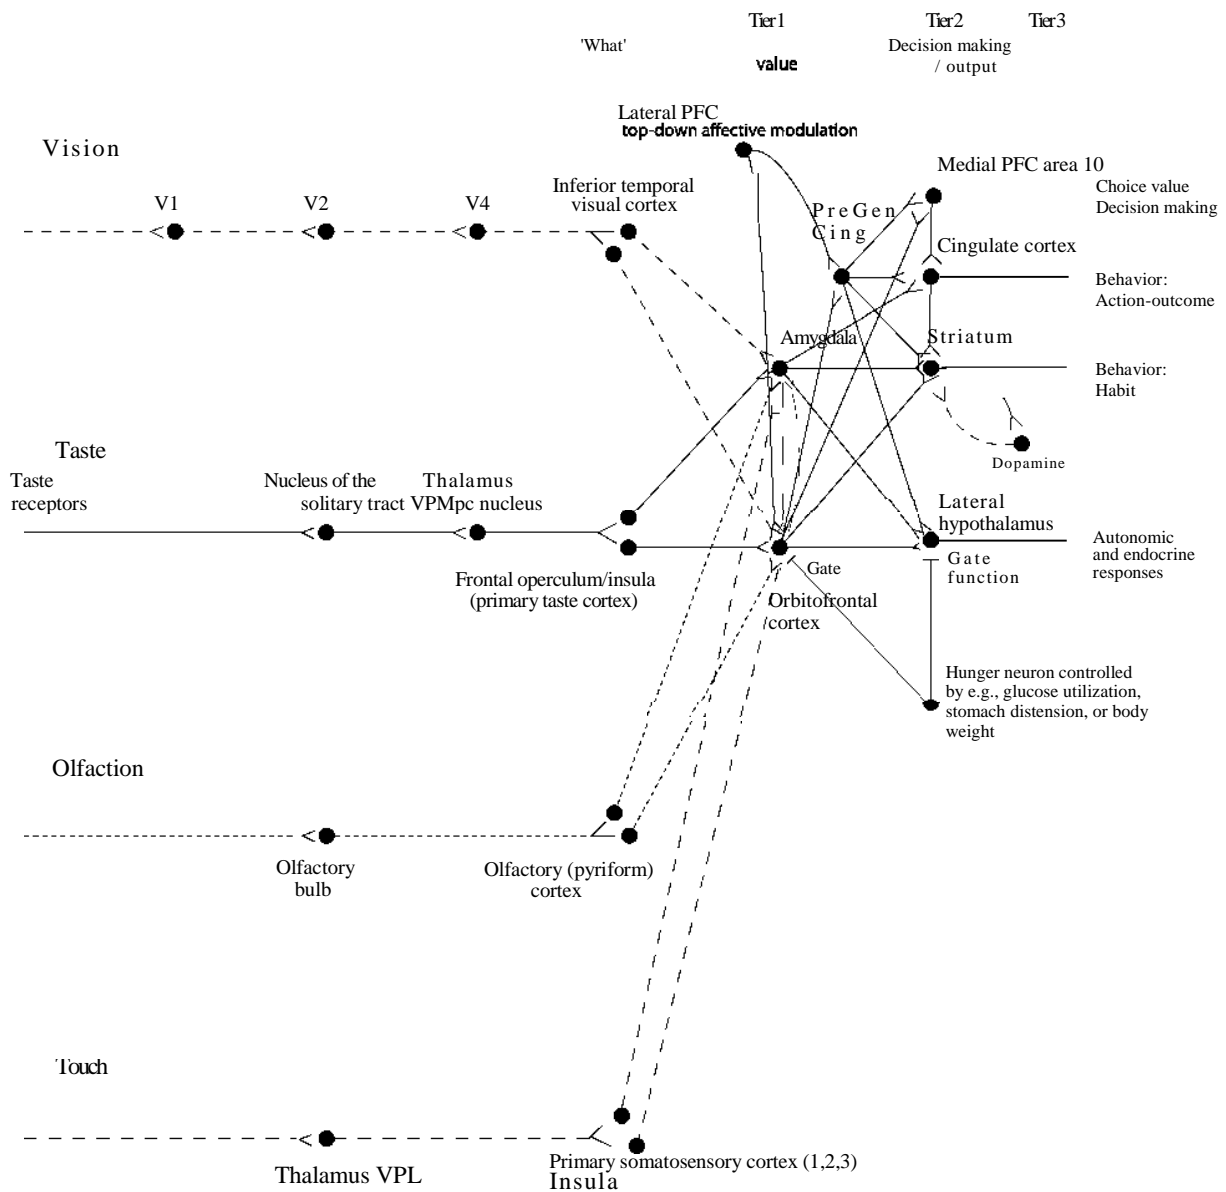 Tier1
Tier2
Tier3
'What'
Decision making
/ output
value
Lateral PFC
top-down affective modulation
Vision
Medial PFC area 10
V1
V2
V4
Inferior temporal
visual cortex
Choice value
Decision making
PreGen
Cing
Cingulate cortex
Behavior:
Action-outcome
Amygdala
Striatum
Behavior:
Habit
Taste
Dopamine
Taste
receptors
Nucleus of the
solitary tract
Thalamus
VPMpc nucleus
Lateral
hypothalamus
Autonomic
and endocrine
responses
Gate
function
Gate
Frontal operculum/insula
(primary taste cortex)
Orbitofrontal
cortex
Hunger neuron controlled
by e.g., glucose utilization,
stomach distension, or body
weight
Olfaction
Olfactory
bulb
Olfactory (pyriform)
cortex
Touch
Thalamus VPL
Primary somatosensory cortex (1,2,3)
Insula